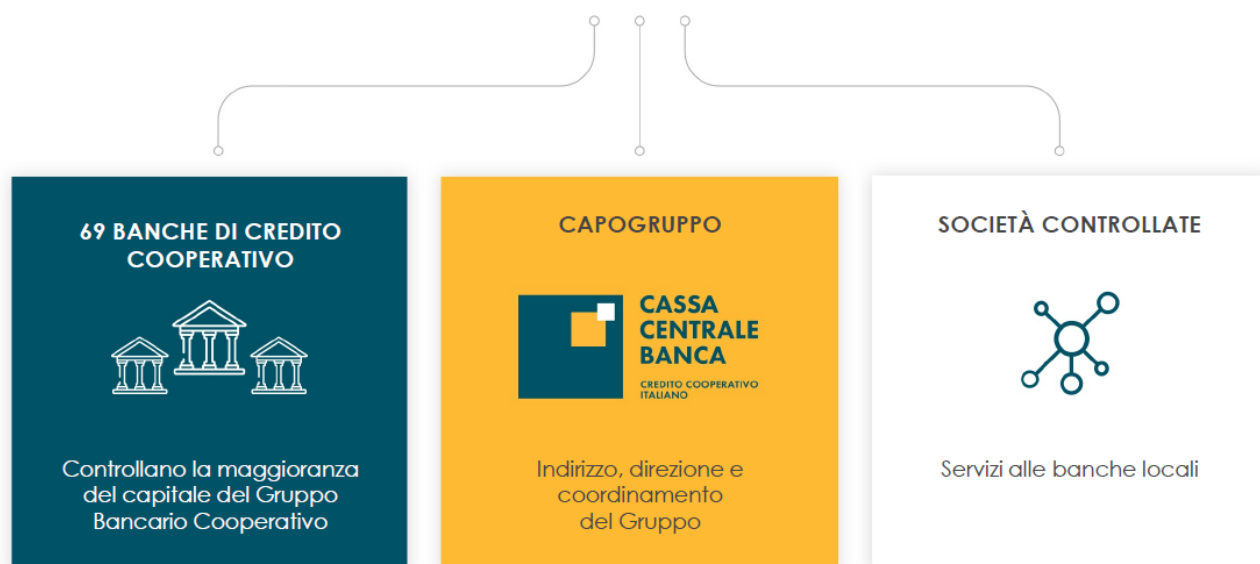 69 BANCHE DI CREDITO
COOPERATIVO
Controllano la maggioranza
del capitale del Gruppo
Bancario Cooperativo
CAPOGRUPPO
CASSA
CENTRALE
BANCA
CREDITO COOPERATIVO
ITALIANO
Indirizzo, direzione e
coordinamento
del Gruppo
SOCIETÀ CONTROLLATE
Servizi alle banche locali